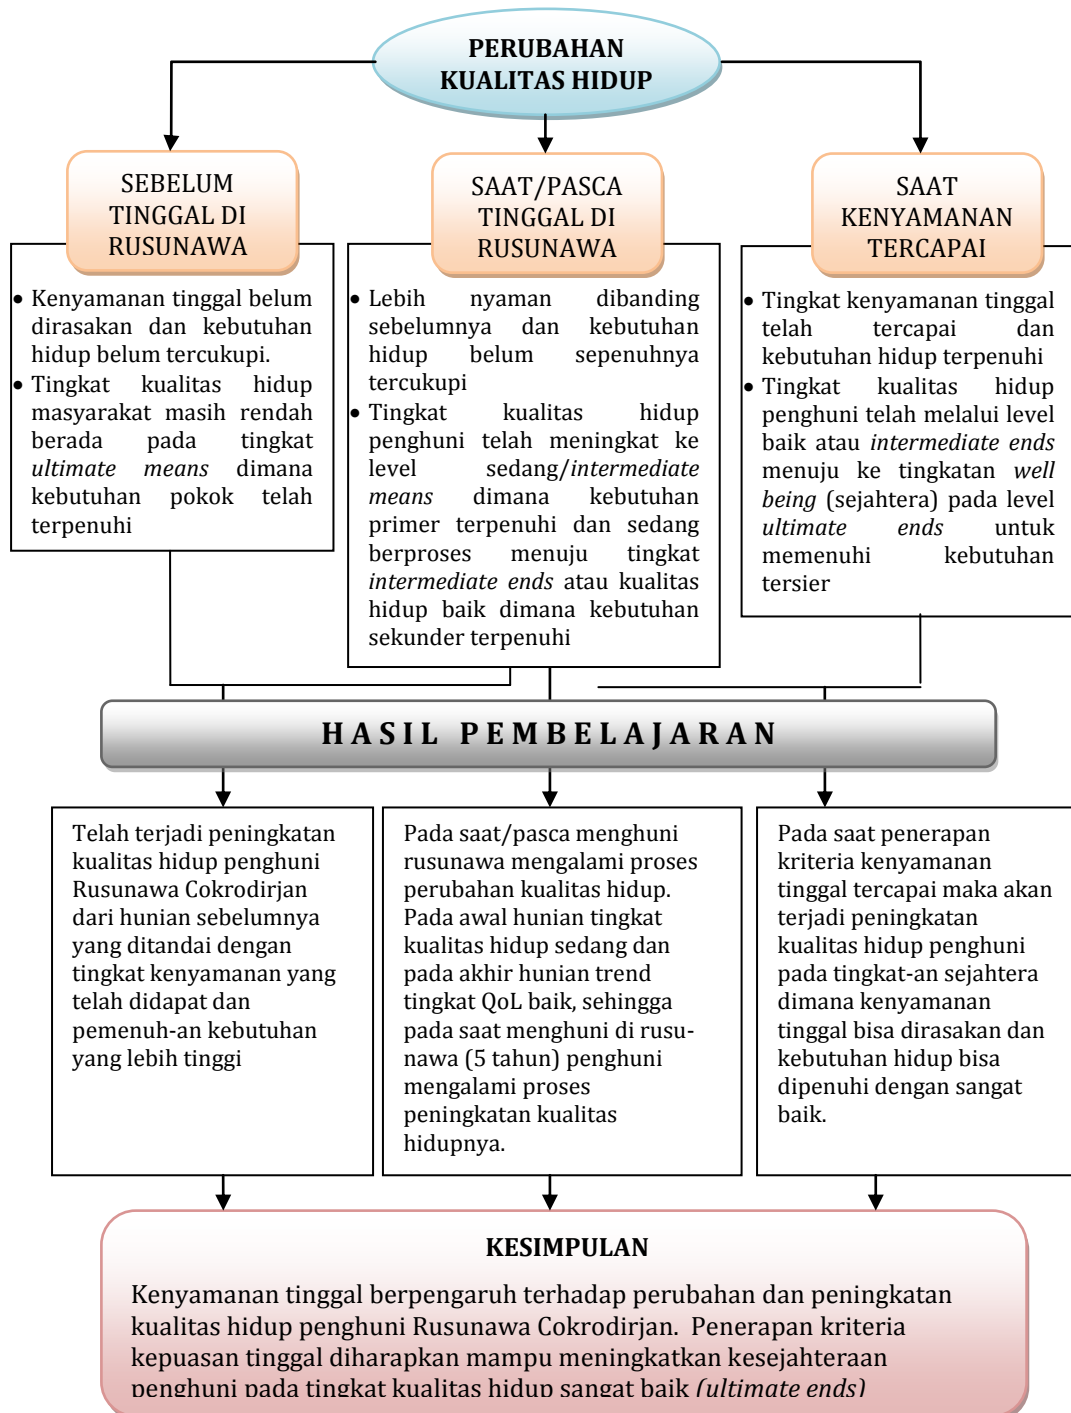 PERUBAHAN
KUALITAS HIDUP
SEBELUM
TINGGAL DI
RUSUNAWA
SAAT/PASCA
TINGGAL DI
RUSUNAWA
SAAT
KENYAMANAN
TERCAPAI
• Kenyamanan tinggal belum
dirasakan dan kebutuhan
hidup belum tercukupi.
• Tingkat kualitas hidup
masyarakat masih rendah
berada pada tingkat
ultimate means dimana
kebutuhan pokok telah
terpenuhi
• Lebih nyaman dibanding
sebelumnya dan kebutuhan
hidup belum sepenuhnya
tercukupi
• Tingkat kualitas hidup
penghuni telah meningkat ke
level sedang/intermediate
means dimana kebutuhan
primer terpenuhi dan sedang
berproses menuju tingkat
intermediate ends atau kualitas
hidup baik dimana kebutuhan
sekunder terpenuhi
• Tingkat kenyamanan tinggal
telah tercapai dan
kebutuhan hidup terpenuhi
• Tingkat kualitas hidup
penghuni telah melalui level
baik atau intermediate ends
menuju ke tingkatan well
being (sejahtera) pada level
ultimate ends untuk
memenuhi kebutuhan
tersier
HASIL PEMBELAJARAN
Telah terjadi peningkatan
kualitas hidup penghuni
Rusunawa Cokrodirjan
dari hunian sebelumnya
yang ditandai dengan
tingkat kenyamanan yang
telah didapat dan
pemenuh-an kebutuhan
yang lebih tinggi
Pada saat/pasca menghuni
rusunawa mengalami proses
perubahan kualitas hidup.
Pada awal hunian tingkat
kualitas hidup sedang dan
pada akhir hunian trend
tingkat QoL baik, sehingga
pada saat menghuni di rusu-
nawa (5 tahun) penghuni
mengalami proses
peningkatan kualitas
hidupnya.
Pada saat penerapan
kriteria kenyamanan
tinggal tercapai maka akan
terjadi peningkatan
kualitas hidup penghuni
pada tingkat-an sejahtera
dimana kenyamanan
tinggal bisa dirasakan dan
kebutuhan hidup bisa
dipenuhi dengan sangat
baik.
KESIMPULAN
Kenyamanan tinggal berpengaruh terhadap perubahan dan peningkatan
kualitas hidup penghuni Rusunawa Cokrodirjan. Penerapan kriteria
kepuasan tinggal diharapkan mampu meningkatkan kesejahteraan
penghuni pada tingkat kualitas hidup sangat baik (ultimate ends)